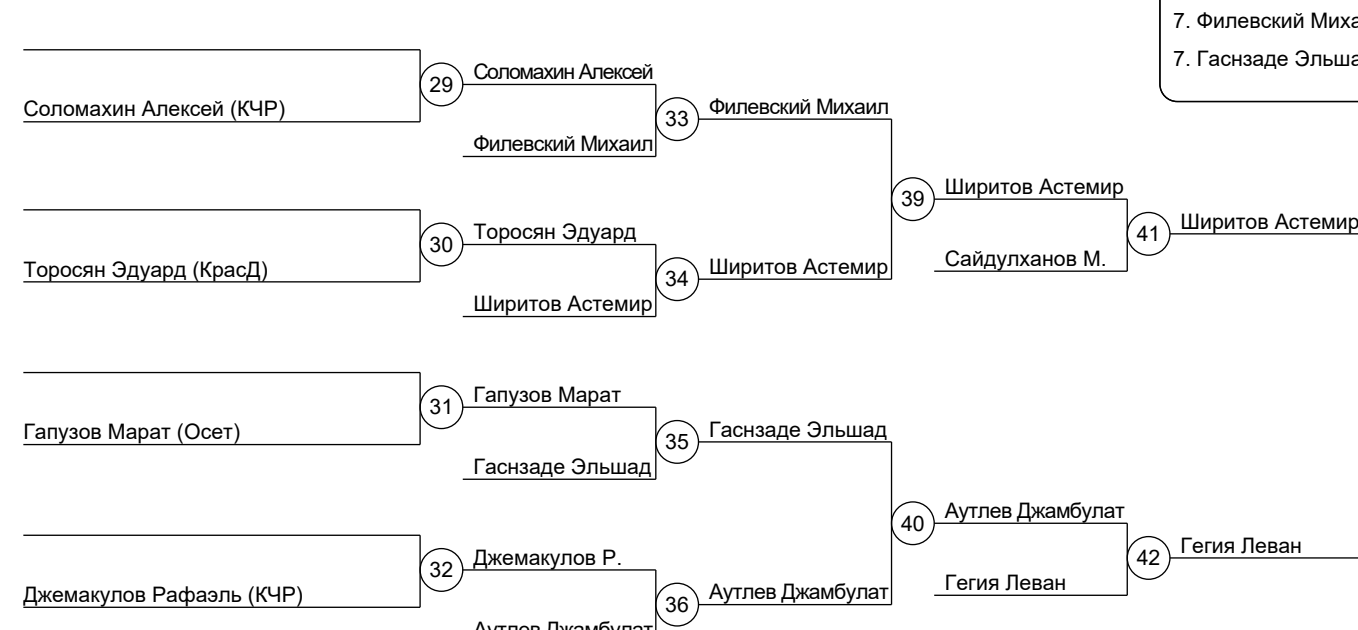 7. Филевский Миха
7. Гаснзаде Эльша
29
Соломахин Алексей
Соломахин Алексей (КЧР)
33
Филевский Михаил
Филевский Михаил
39
Ширитов Астемир
30
Торосян Эдуард
41
Ширитов Астемир
Торосян Эдуард (КрасД)
34
Ширитов Астемир
Сайдулханов М.
Ширитов Астемир
31
Гапузов Марат
Гапузов Марат (Осет)
35
Гаснзаде Эльшад
Гаснзаде Эльшад
40
Аутлев Джамбулат
32
Джемакулов Р.
42
Гегия Леван
Джемакулов Рафаэль (КЧР)
36
Аутлев Джамбулат
Гегия Леван
Аутлев Джамбулат